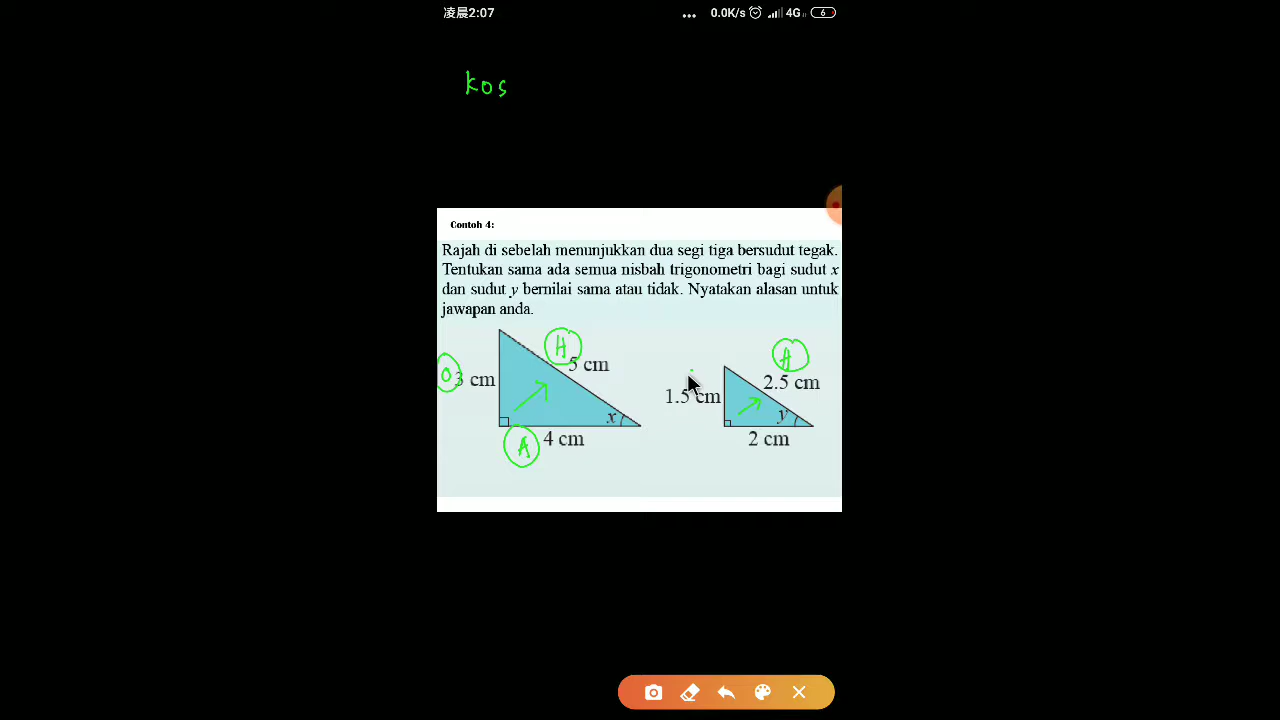 凌晨2:07
... 0.0K/s 4G 6
kos
Contoh 4:
Rajah di sebelah menunjukkan dua segi tiga bersudut tegak.
Tentukan sama ada semua nisbah trigonometri bagi sudut x
dan sudut y bernilai sama atau tidak. Nyatakan alasan untuk
jawapan anda.
H
5 cm
O
3 cm
x
A
4 cm
H
2.5 cm
1.5 cm
y
2 cm